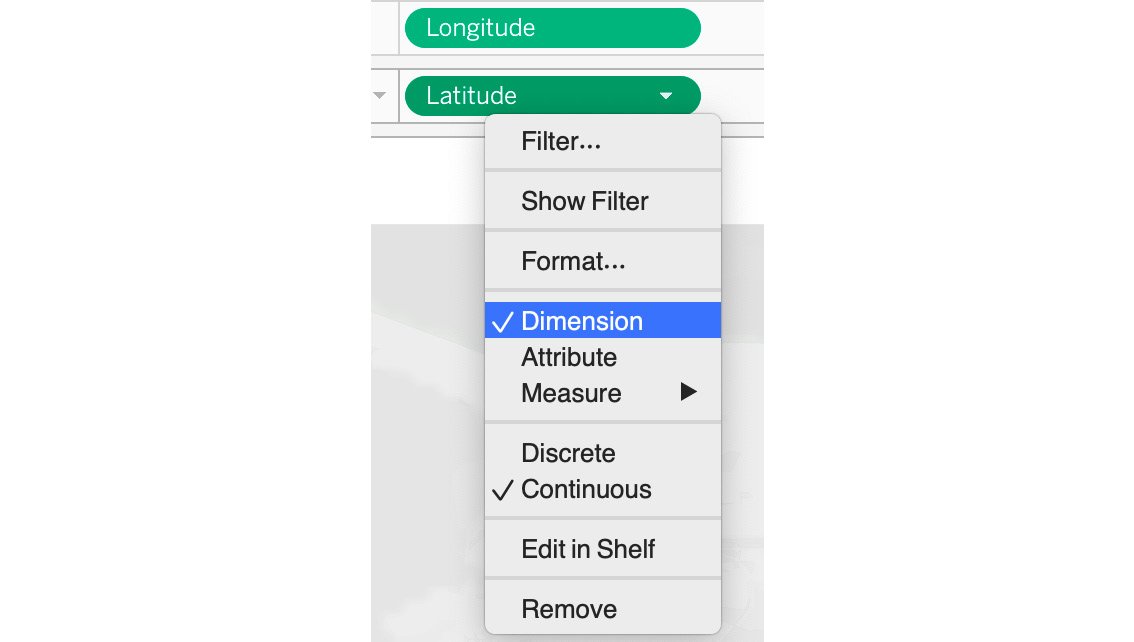 Longitude
Latitude
Filter...
Show Filter
Format...
Dimension
Attribute
Measure
Discrete
Continuous
Edit in Shelf
Remove